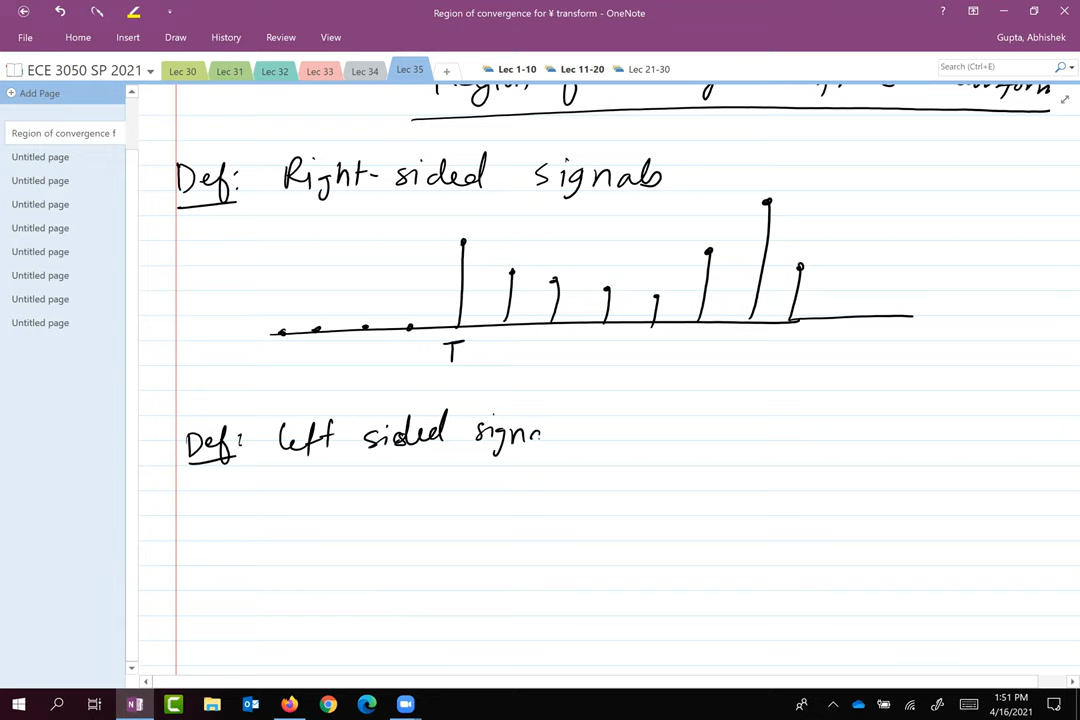 Region of convergence for ¥ transform - OneNote
File Home Insert Draw History Review View
Gupta, Abhishek
ECE 3050 SP 2021
Lec 30 Lec 31 Lec 32 Lec 33 Lec 34 Lec 35 + Lec 1-10 Lec 11-20 Lec 21-30
Search (Ctrl+E)
Add Page
Region of convergence f
Untitled page
Untitled page
Untitled page
Untitled page
Untitled page
Untitled page
Untitled page
Untitled page
Region of
Def: Right-sided signals
T
Def: left sided signa
1:51 PM
4/16/2021